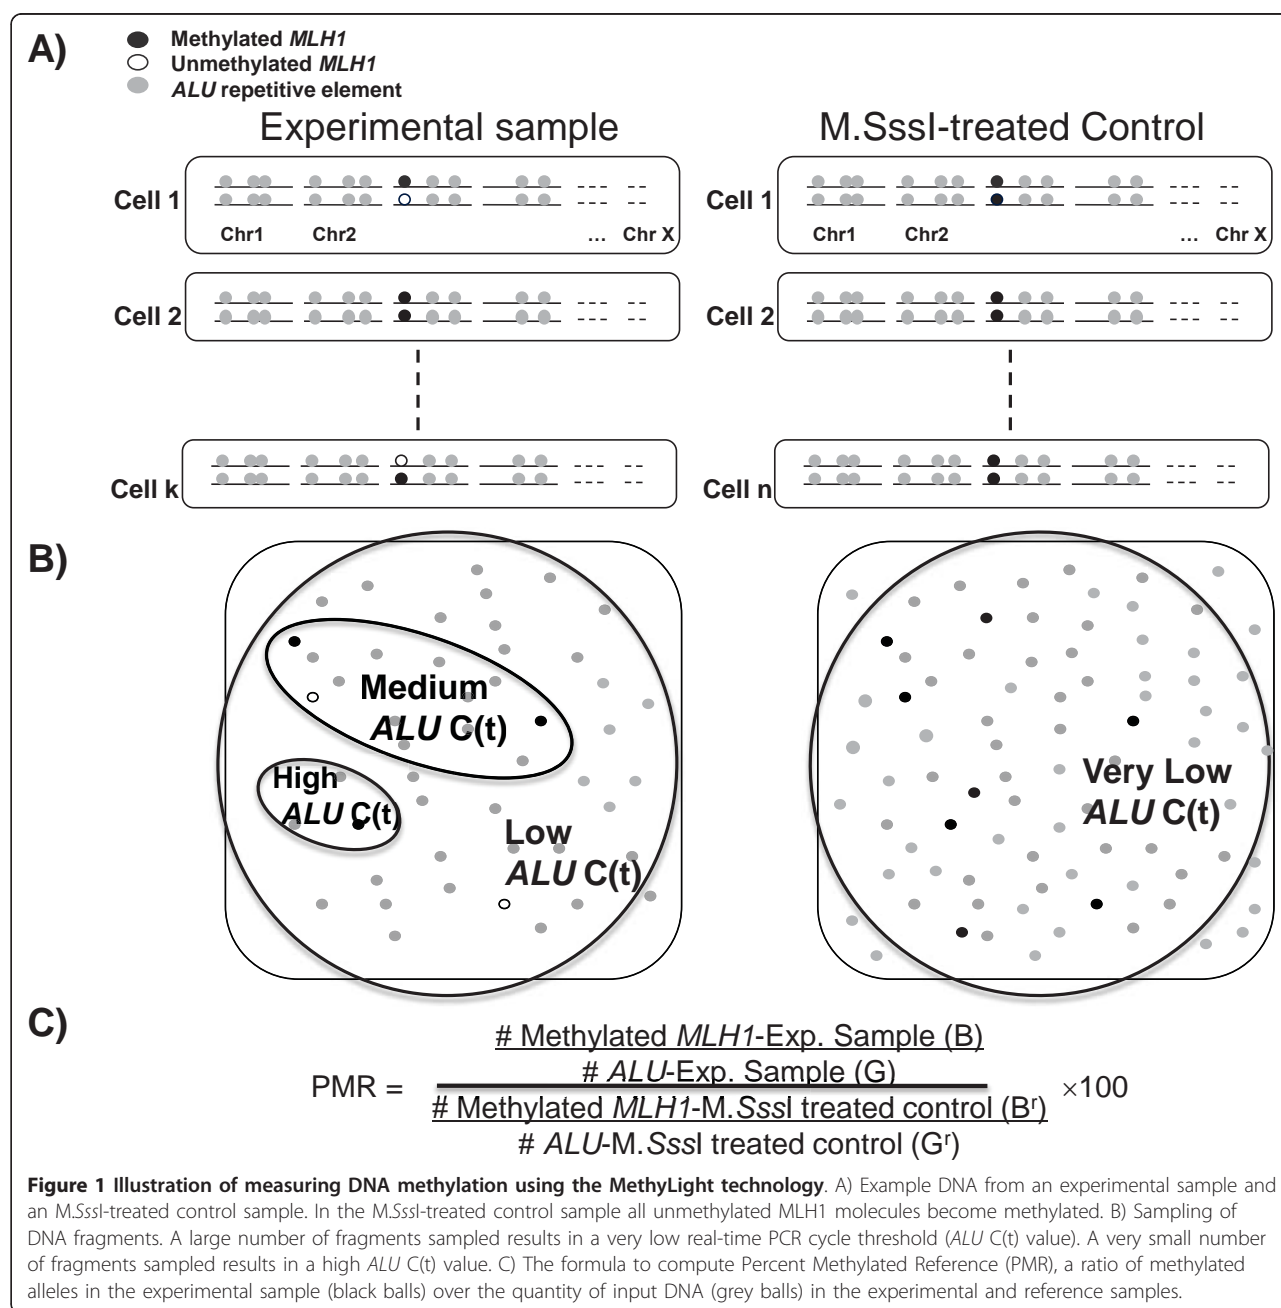 A)
Methylated MLH1
Unmethylated MLH1
ALU repetitive element
Experimental sample
M.SssI-treated Control
Cell 1
Chr1 Chr2 ... Chr X
Cell 1
Chr1 Chr2 ... Chr X
Cell 2
Cell 2
Cell k
Cell n
B)
Medium
ALU C(t)
High
ALU C(t)
Low
ALU C(t)
Very Low
ALU C(t)
C)
# Methylated MLH1-Exp. Sample (B)
# ALU-Exp. Sample (G)
PMR = ×100
# Methylated MLH1-M.SssI treated control (Bʳ)
# ALU-M.SssI treated control (Gʳ)
Figure 1 Illustration of measuring DNA methylation using the MethyLight technology. A) Example DNA from an experimental sample and
an M.SssI-treated control sample. In the M.SssI-treated control sample all unmethylated MLH1 molecules become methylated. B) Sampling of
DNA fragments. A large number of fragments sampled results in a very low real-time PCR cycle threshold (ALU C(t) value). A very small number
of fragments sampled results in a high ALU C(t) value. C) The formula to compute Percent Methylated Reference (PMR), a ratio of methylated
alleles in the experimental sample (black balls) over the quantity of input DNA (grey balls) in the experimental and reference samples.